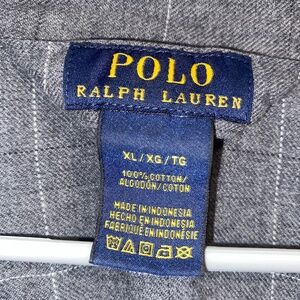 POLO
RALPH LAUREN
XL/XG/TG
100% COTTON/
ALGODÓN/COTON
MADE IN INDONESIA
HECHO EN INDONESIA
FABRIQUÉ EN INDONÉSIE